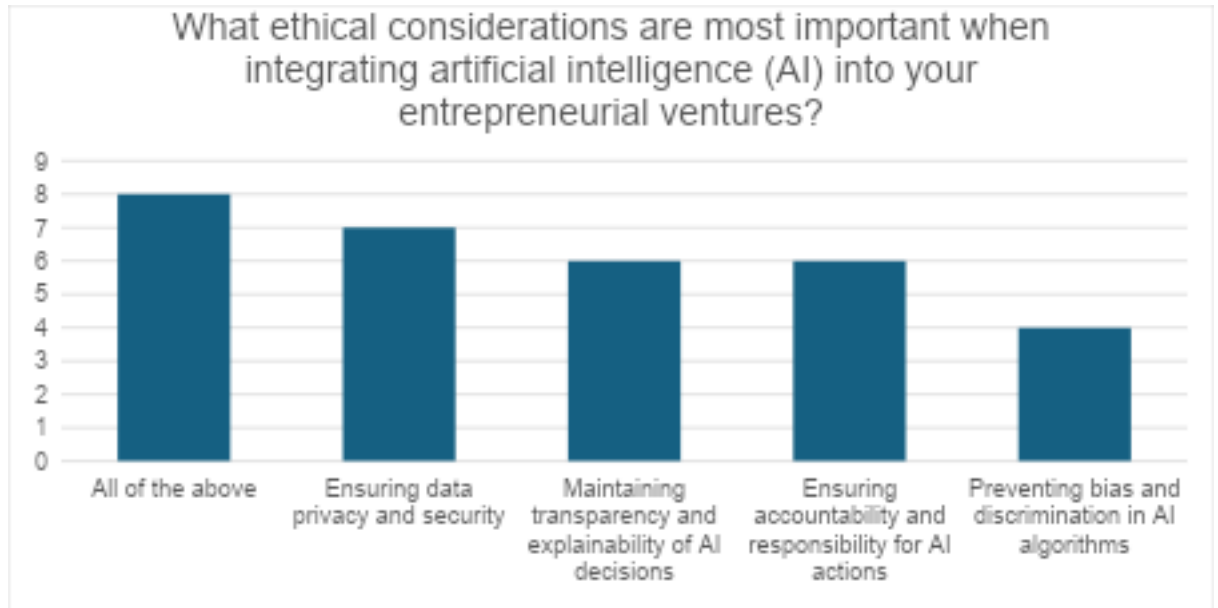 What ethical considerations are most important when
integrating artificial intelligence (AI) into your
entrepreneurial ventures?
9
8
7
6
5
4
3
2
1
0
All of the above
Ensuring data
privacy and security
Maintaining
transparency and
explainability of AI
decisions
Ensuring
accountability and
responsibility for AI
actions
Preventing bias and
discrimination in AI
algorithms